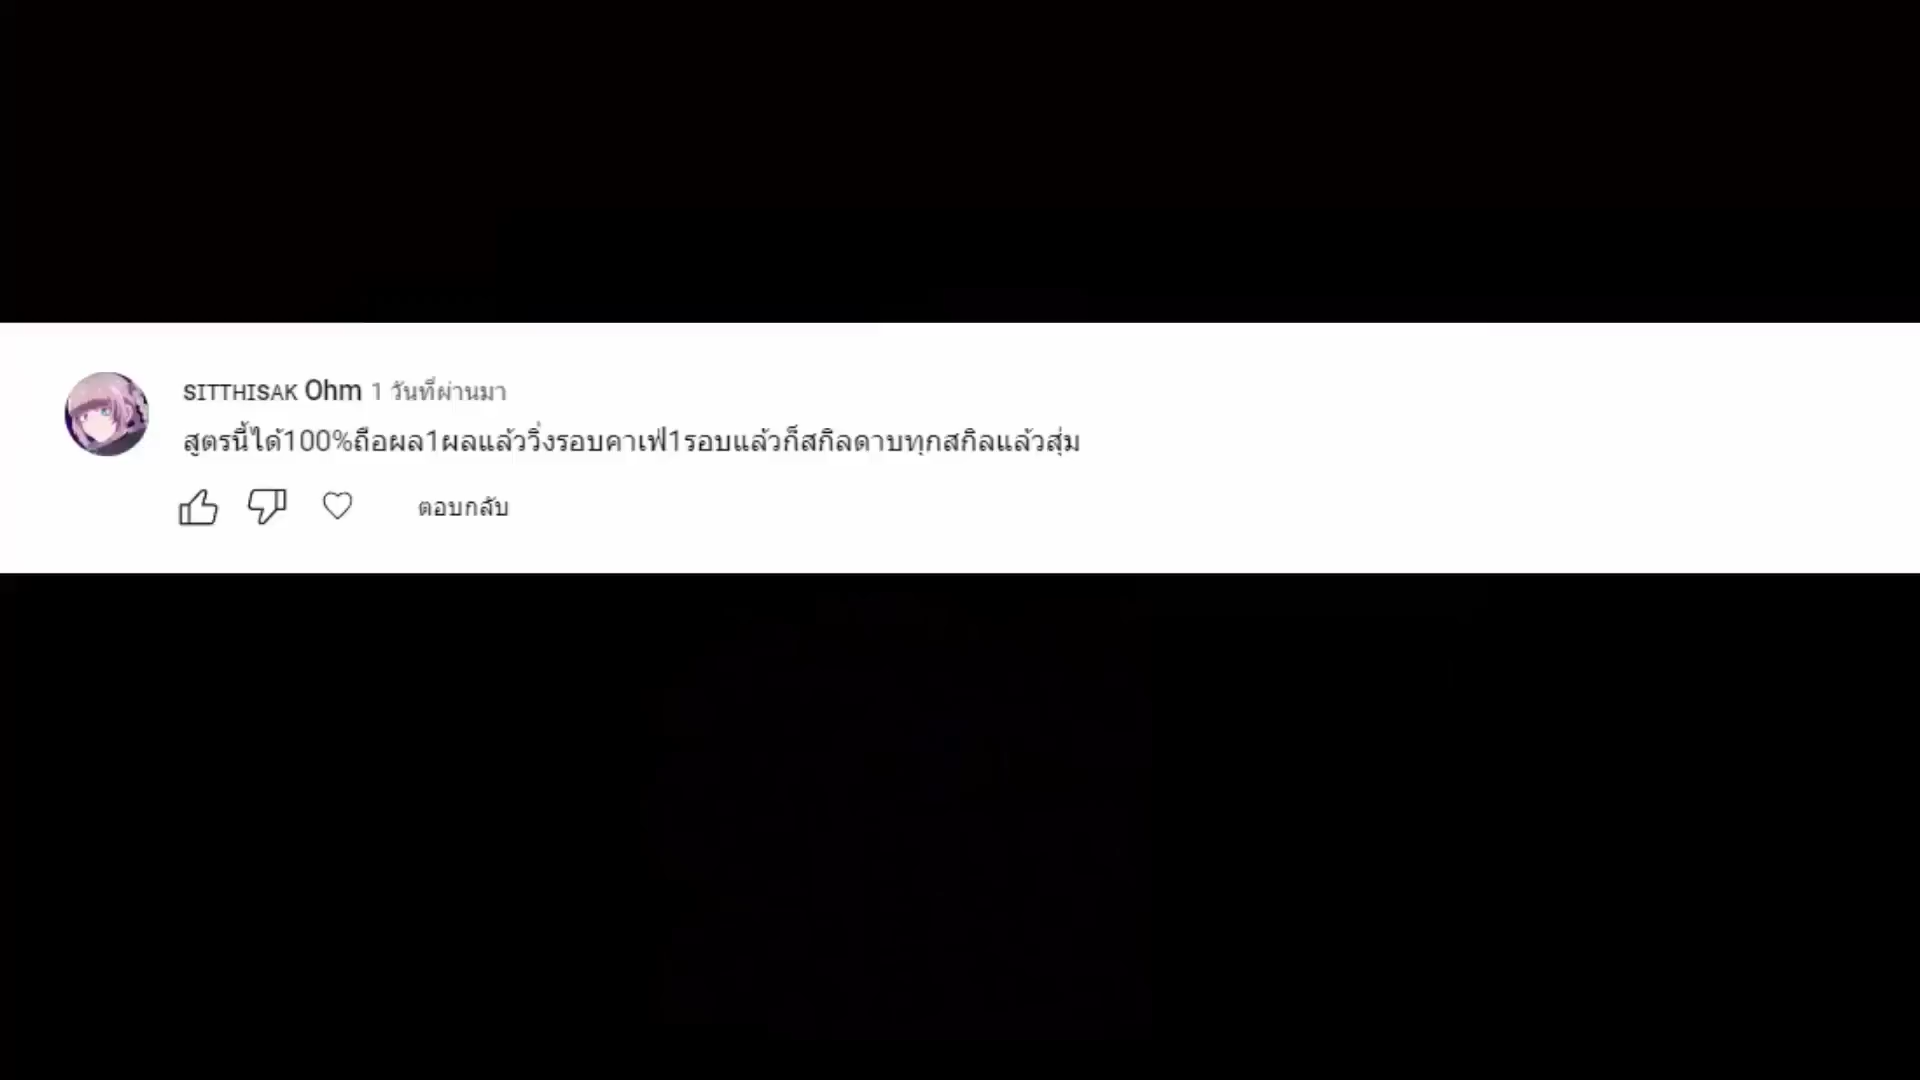 sɪᴛᴛʜɪsᴀᴋ Ohm 1 วันที่ผ่านมา
สูตรนี้ได้100%ถือผล1ผลแล้ววิ่งรอบคาเฟ่1รอบแล้วก็สกิลดาบทุกสกิลแล้วสุ่ม
ตอบกลับ